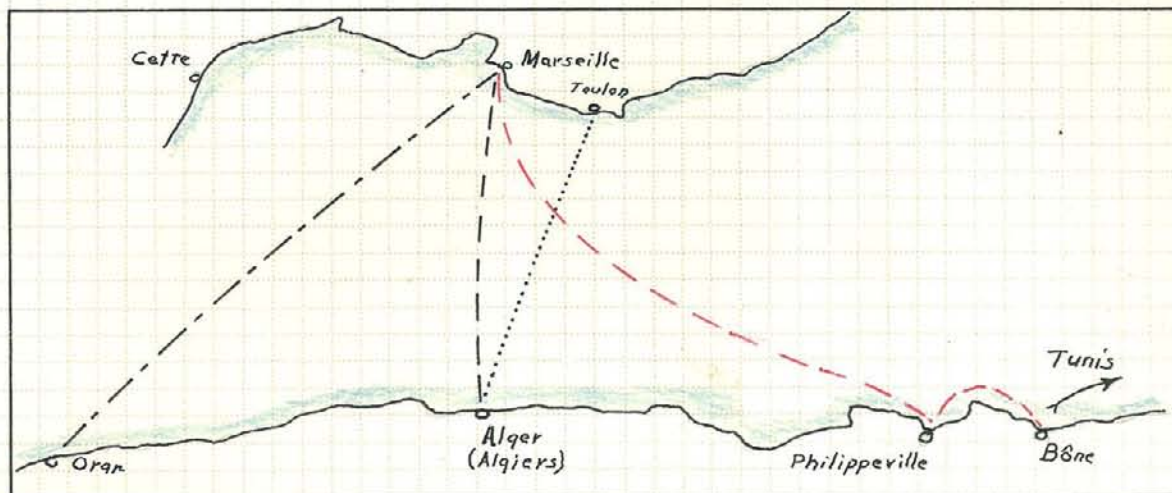 Cette
Marseille
Toulon
Tunis
Oran
Alger
(Algiers)
Philippeville
Bône